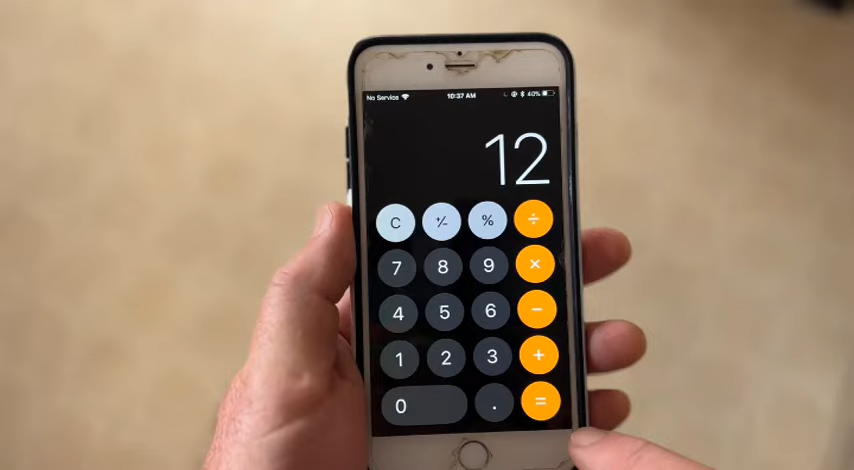 No Service 10:37 AM 40%
12
C +/- % ÷
7 8 9 ×
4 5 6 −
1 2 3 +
0 . =